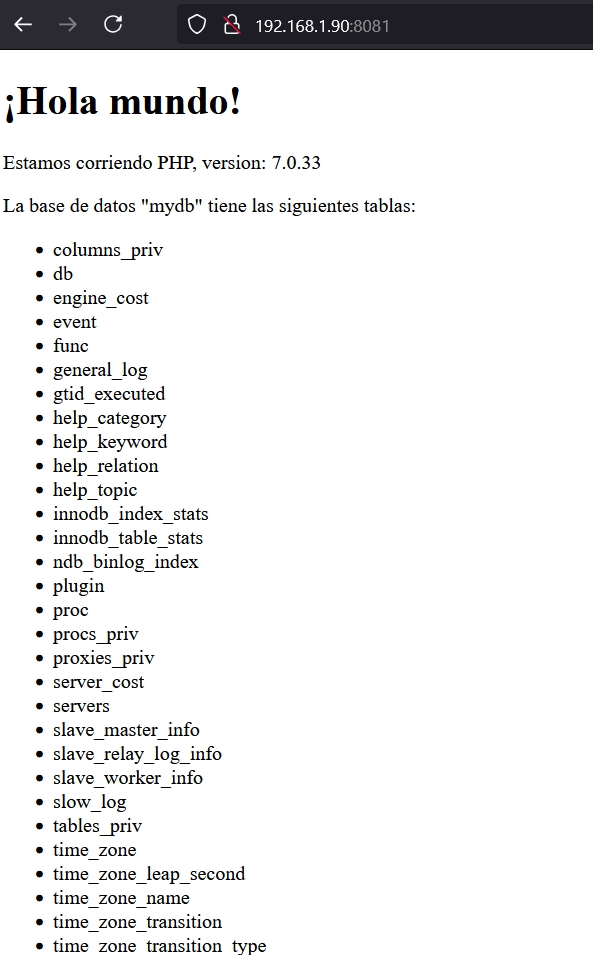 192.168.1.90:8081
¡Hola mundo!
Estamos corriendo PHP, version: 7.0.33
La base de datos "mydb" tiene las siguientes tablas:
columns_priv
db
engine_cost
event
func
general_log
gtid_executed
help_category
help_keyword
help_relation
help_topic
innodb_index_stats
innodb_table_stats
ndb_binlog_index
plugin
proc
procs_priv
proxies_priv
server_cost
servers
slave_master_info
slave_relay_log_info
slave_worker_info
slow_log
tables_priv
time_zone
time_zone_leap_second
time_zone_name
time_zone_transition
time_zone_transition_type